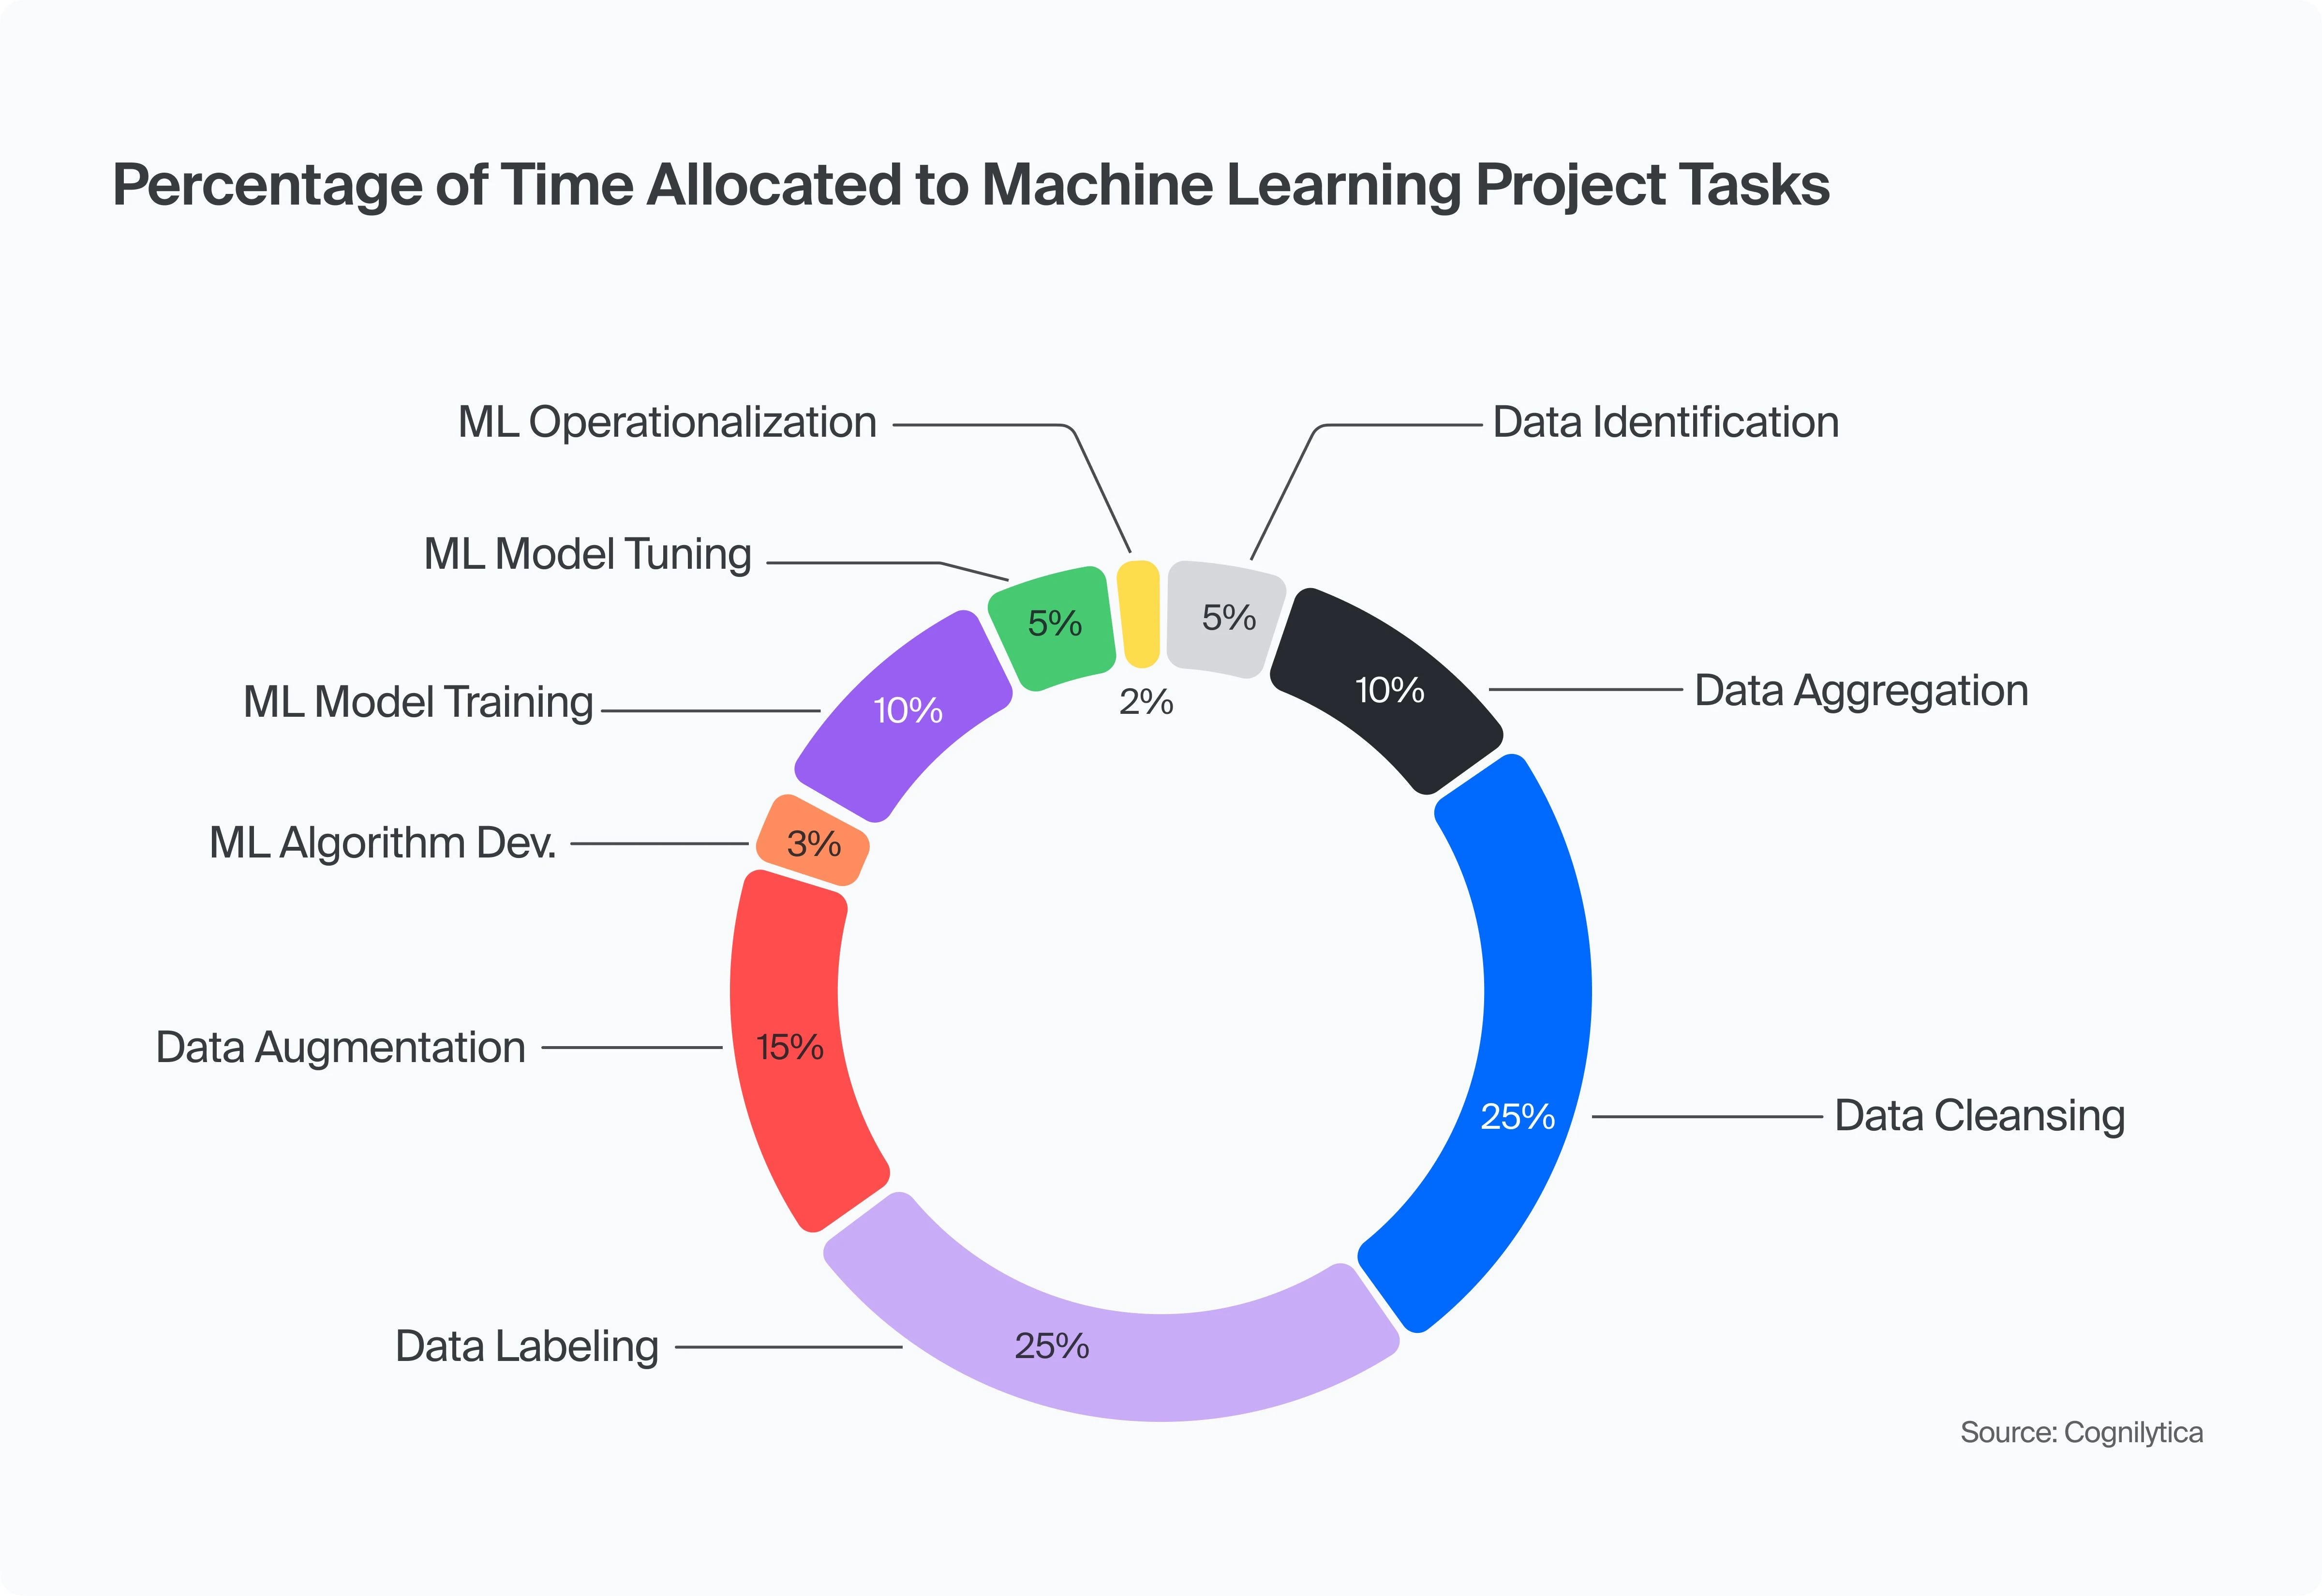 Percentage of Time Allocated to Machine Learning Project Tasks
ML Operationalization
Data Identification
ML Model Tuning
5%
5%
2%
ML Model Training
10%
10%
Data Aggregation
ML Algorithm Dev.
3%
Data Augmentation
15%
25%
Data Cleansing
Data Labeling
25%
Source: Cognilytica